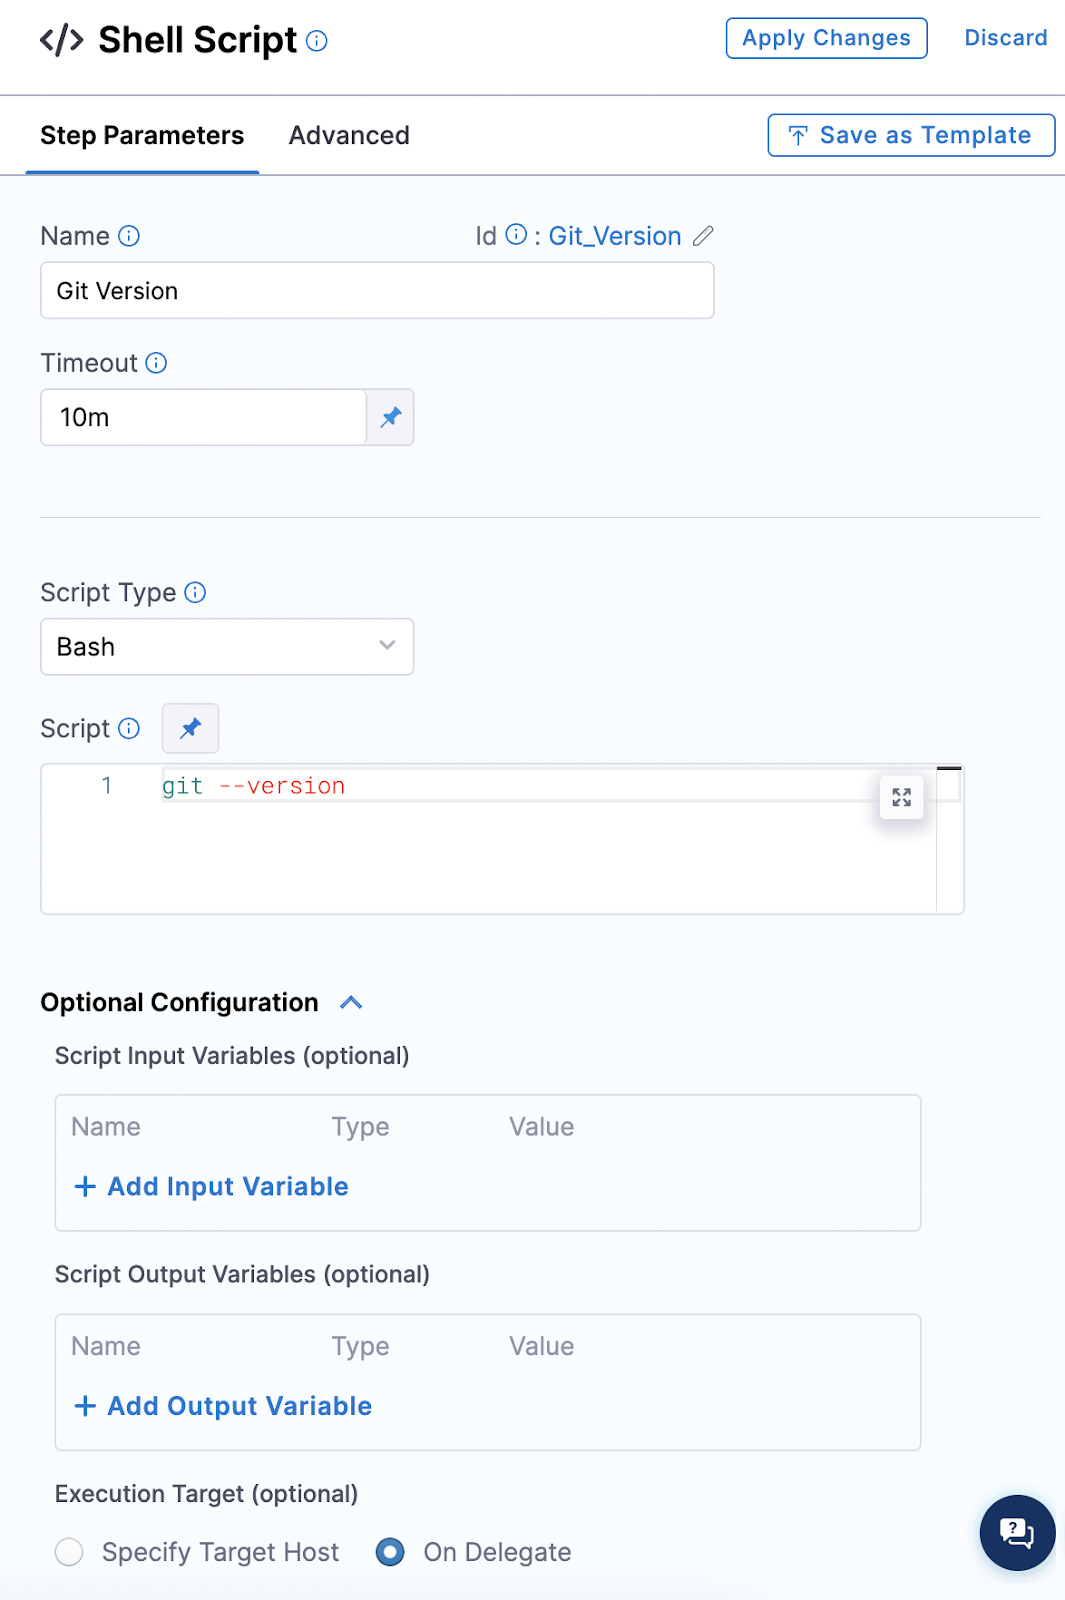 </> Shell Script
Apply Changes
Discard
Step Parameters
Advanced
Save as Template
Name
Id : Git_Version
Git Version
Timeout
10m
Script Type
Bash
Script
1 git --version
Optional Configuration
Script Input Variables (optional)
Name Type Value
+ Add Input Variable
Script Output Variables (optional)
Name Type Value
+ Add Output Variable
Execution Target (optional)
Specify Target Host
On Delegate